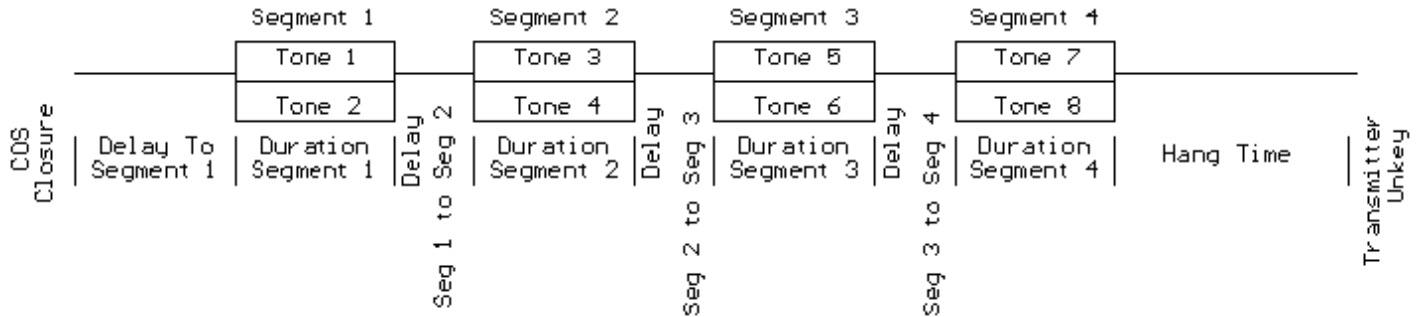 Segment 1
Segment 2
Segment 3
Segment 4
Tone 1
Tone 3
Tone 5
Tone 7
Tone 2
Tone 4
Tone 6
Tone 8
COS
Closure
Delay To
Segment 1
Duration
Segment 1
Delay
Seg 1 to Seg 2
Duration
Segment 2
Delay
Seg 2 to Seg 3
Duration
Segment 3
Delay
Seg 3 to Seg 4
Duration
Segment 4
Hang Time
Transmitter
Unkey